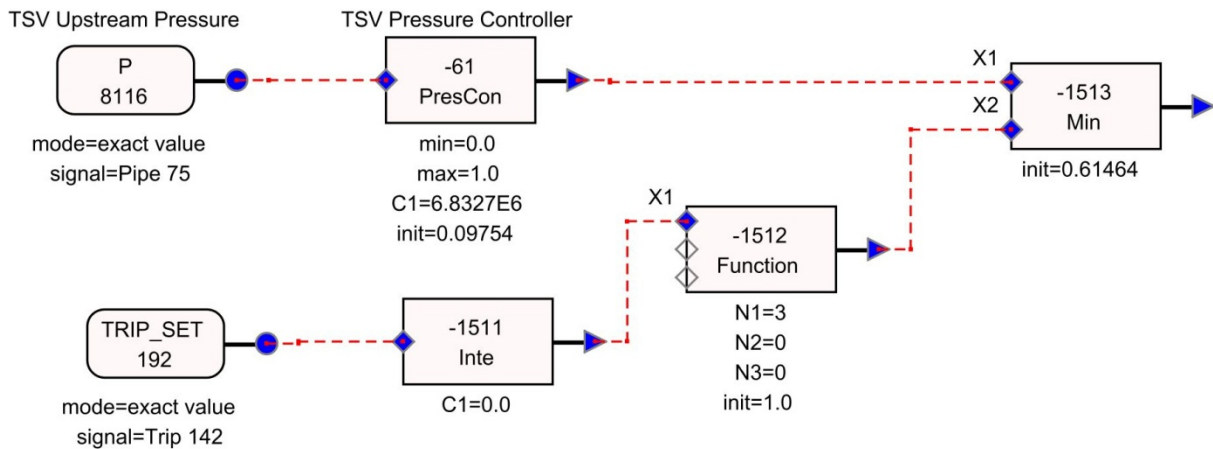 TSV Upstream Pressure
P
8116
mode=exact value
signal=Pipe 75
TSV Pressure Controller
-61
PresCon
min=0.0
max=1.0
C1=6.8327E6
init=0.09754
X1
X2
-1513
Min
init=0.61464
X1
-1512
Function
N1=3
N2=0
N3=0
init=1.0
TRIP_SET
192
mode=exact value
signal=Trip 142
-1511
Inte
C1=0.0